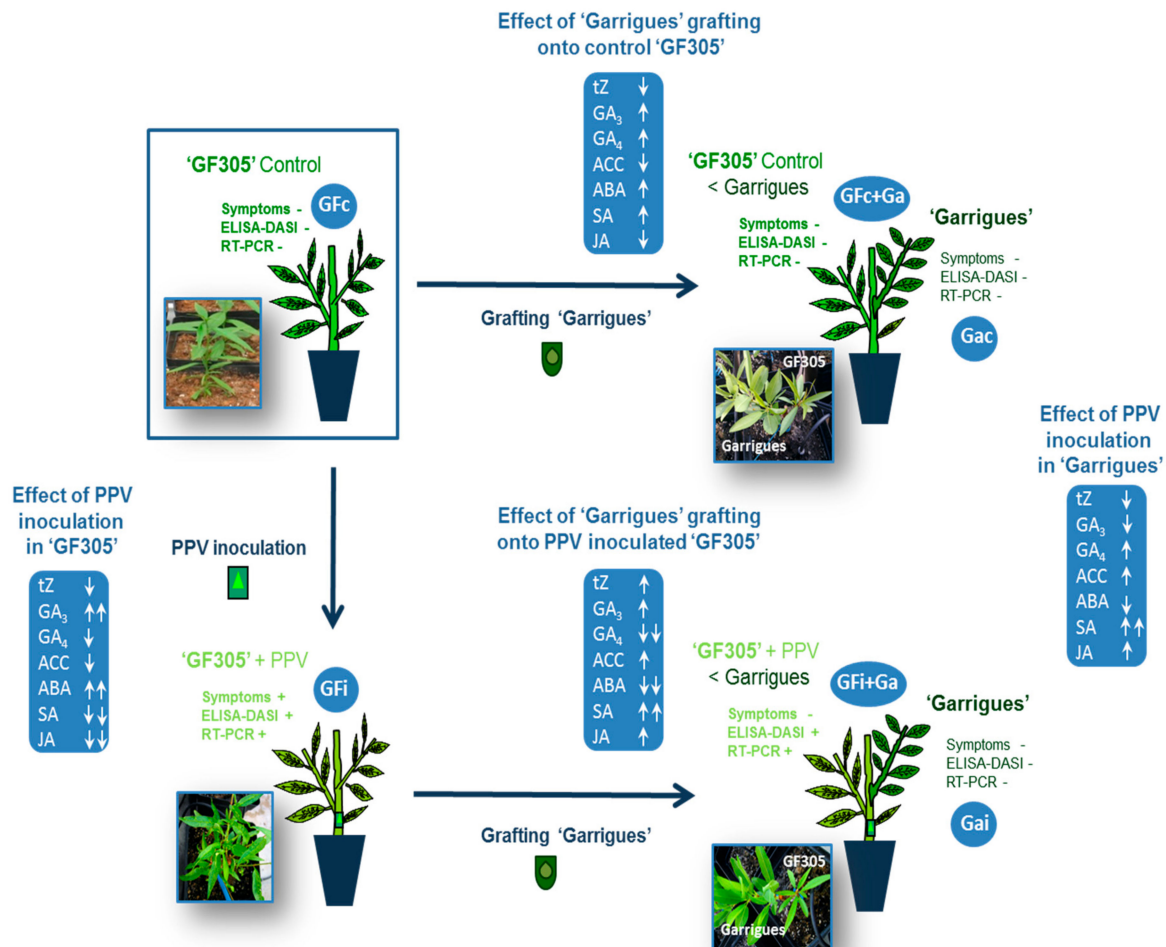 Effect of ‘Garrigues’ grafting
onto control ‘GF305’
tZ ↓
GA₃ ↑
GA₄ ↑
ACC ↓
ABA ↑
SA ↑
JA ↓
‘GF305’ Control
GFc
Symptoms -
ELISA-DASI -
RT-PCR -
Grafting ‘Garrigues’
‘GF305’ Control
< Garrigues
GFc+Ga
Symptoms -
ELISA-DASI -
RT-PCR -
‘Garrigues’
Symptoms -
ELISA-DASI -
RT-PCR -
Gac
GF305
Garrigues
Effect of PPV
inoculation
in ‘Garrigues’
tZ ↓
GA₃ ↓
GA₄ ↑
ACC ↑
ABA ↓
SA ↑↑
JA ↑
Effect of PPV
inoculation
in ‘GF305’
tZ ↓
GA₃ ↑↑
GA₄ ↓
ACC ↓
ABA ↑↑
SA ↓↓
JA ↓↓
PPV inoculation
‘GF305’ + PPV
GFi
Symptoms +
ELISA-DASI +
RT-PCR +
Effect of ‘Garrigues’ grafting
onto PPV inoculated ‘GF305’
tZ ↑
GA₃ ↑
GA₄ ↓↓
ACC ↑
ABA ↓↓
SA ↑↑
JA ↑
Grafting ‘Garrigues’
‘GF305’ + PPV
< Garrigues
GFi+Ga
Symptoms -
ELISA-DASI +
RT-PCR +
‘Garrigues’
Symptoms -
ELISA-DASI -
RT-PCR -
Gai
GF305
Garrigues